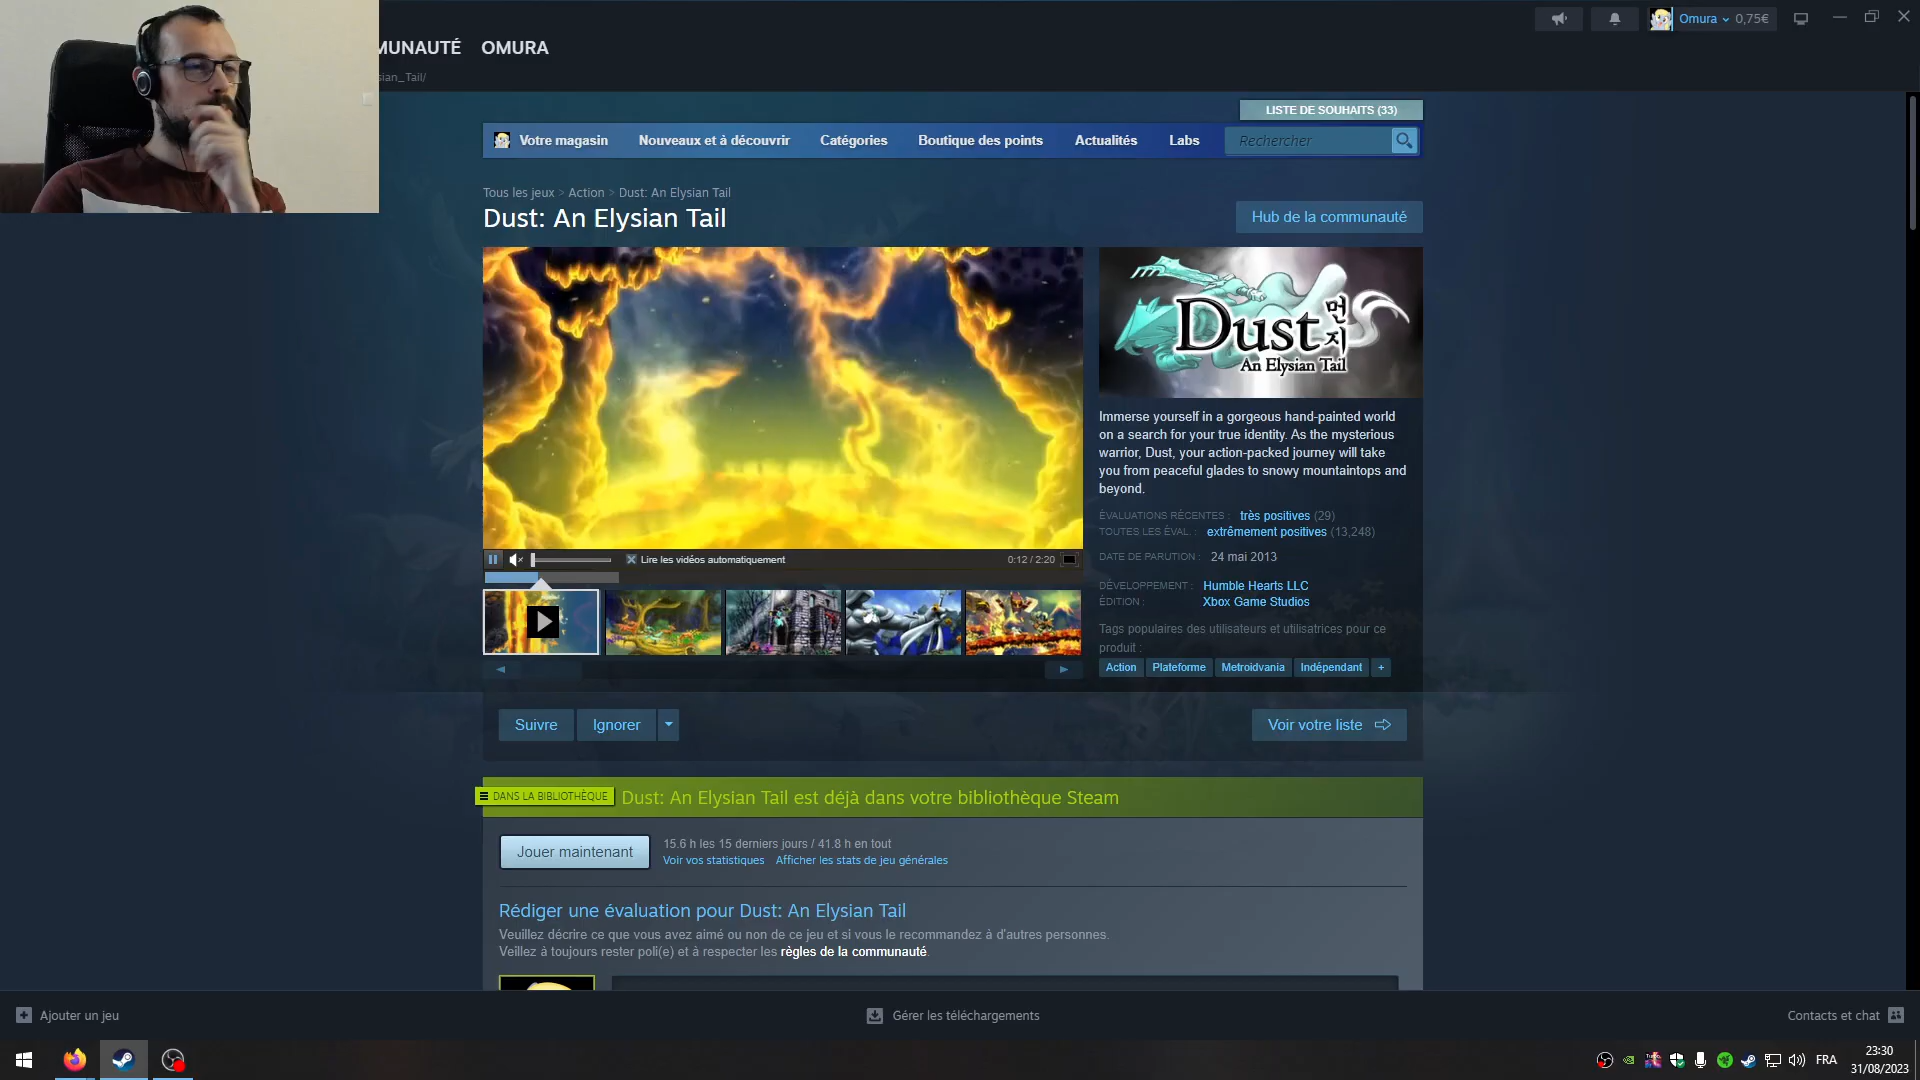 MUNAUTÉ OMURA
Omura 0,75€
sian_Tail/
LISTE DE SOUHAITS (33)
Votre magasin Nouveaux et à découvrir Catégories Boutique des points Actualités Labs Rechercher
Tous les jeux > Action > Dust: An Elysian Tail
Dust: An Elysian Tail
Hub de la communauté
Dust 먼지
An Elysian Tail
Immerse yourself in a gorgeous hand-painted world
on a search for your true identity. As the mysterious
warrior, Dust, your action-packed journey will take
you from peaceful glades to snowy mountaintops and
beyond.
ÉVALUATIONS RÉCENTES : très positives (29)
TOUTES LES ÉVAL. : extrêmement positives (13,248)
DATE DE PARUTION : 24 mai 2013
DÉVELOPPEMENT : Humble Hearts LLC
ÉDITION : Xbox Game Studios
Tags populaires des utilisateurs et utilisatrices pour ce
produit :
Action Plateforme Metroidvania Indépendant +
Lire les vidéos automatiquement 0:12 / 2:20
Suivre Ignorer Voir votre liste
DANS LA BIBLIOTHÈQUE Dust: An Elysian Tail est déjà dans votre bibliothèque Steam
Jouer maintenant
15.6 h les 15 derniers jours / 41.8 h en tout
Voir vos statistiques Afficher les stats de jeu générales
Rédiger une évaluation pour Dust: An Elysian Tail
Veuillez décrire ce que vous avez aimé ou non de ce jeu et si vous le recommandez à d'autres personnes.
Veillez à toujours rester poli(e) et à respecter les règles de la communauté.
Ajouter un jeu Gérer les téléchargements Contacts et chat
FRA
23:30
31/08/2023